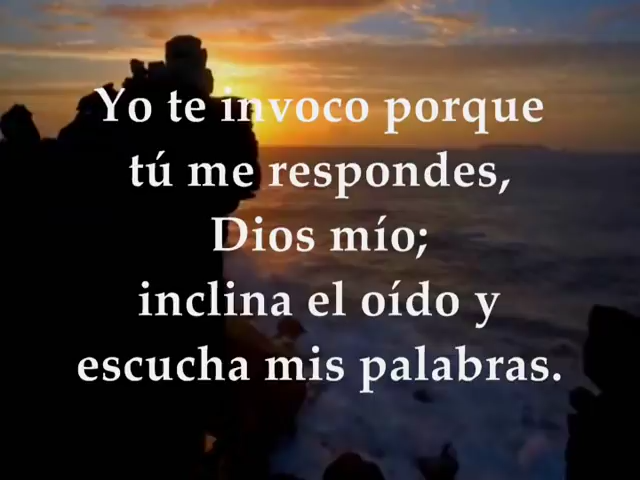 Yo te invoco porque
tú me respondes,
Dios mío;
inclina el oído y
escucha mis palabras.